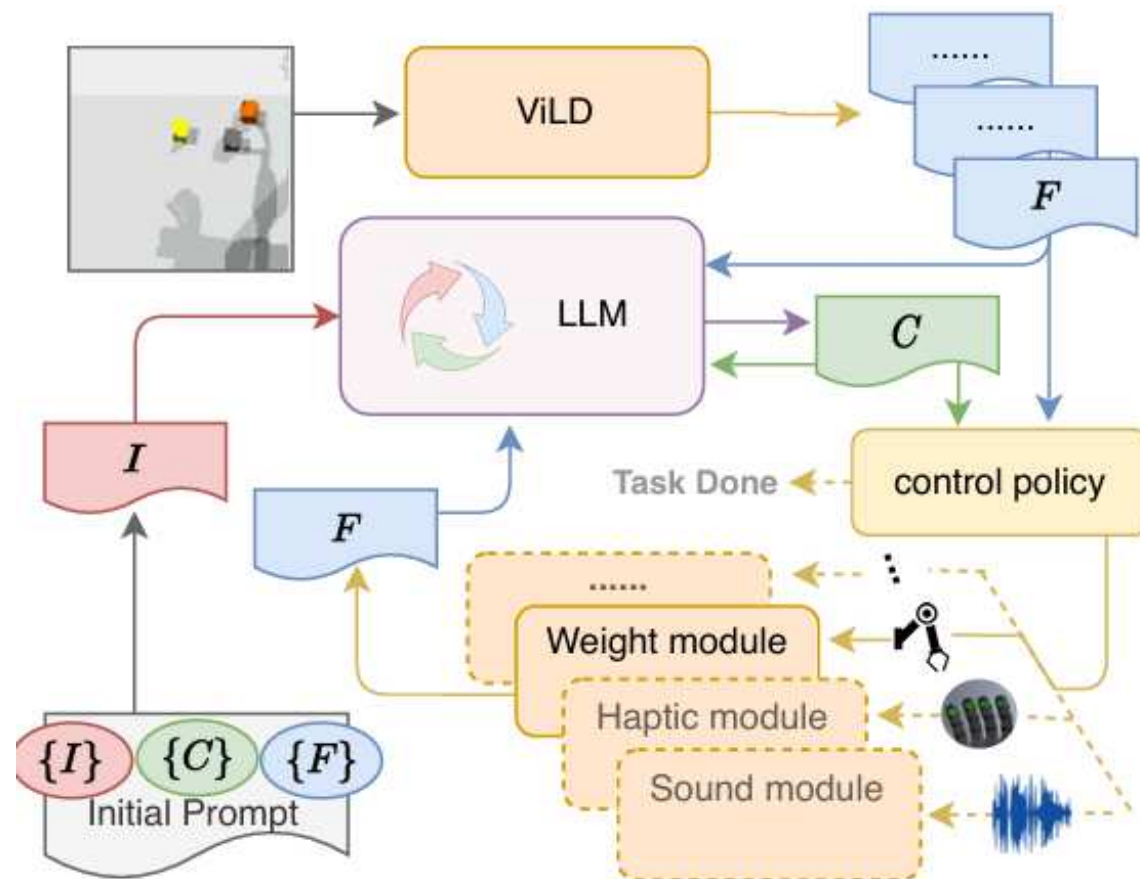 ViLD
......
......
F
LLM
C
I
F
Task Done
control policy
......
Weight module
Haptic module
Sound module
{I}
{C}
{F}
Initial Prompt